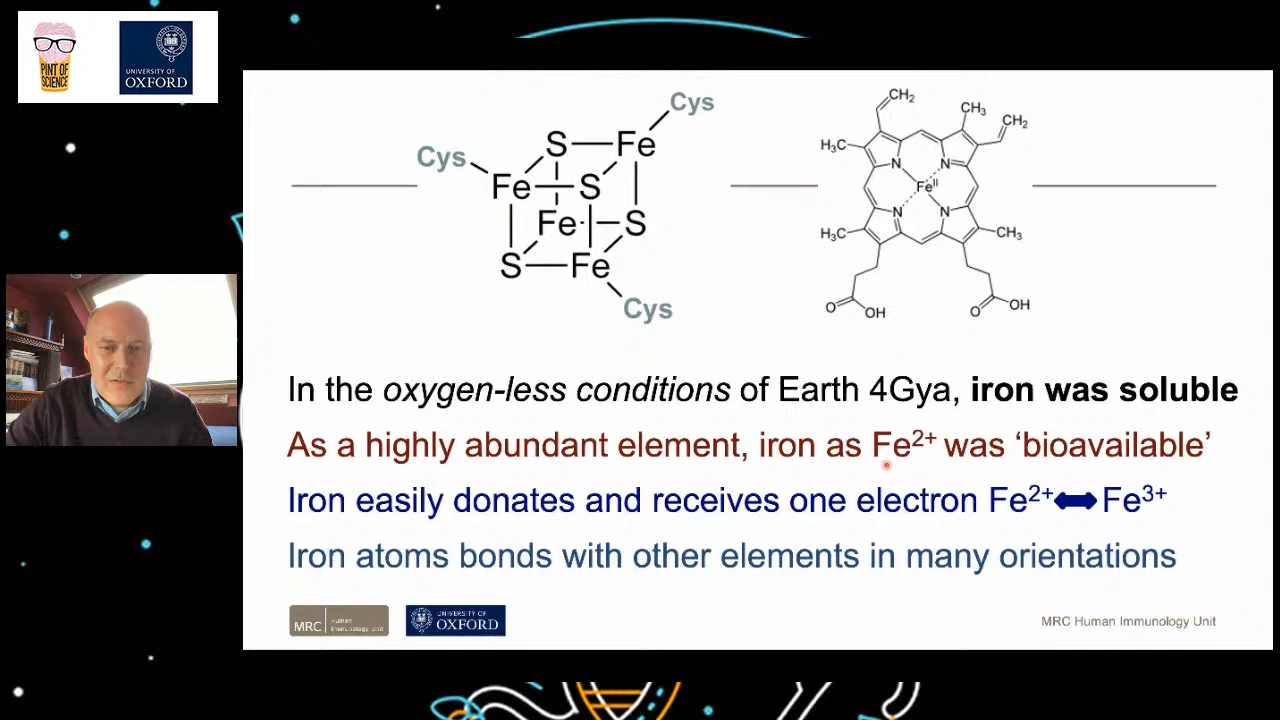 PINT OF
SCIENCE
UNIVERSITY OF
OXFORD
Cys
S Fe
Cys
Fe S
Fe S
S Fe
Cys
CH₂
CH₃
CH₂
H₃C
N N
Feᴵᴵ
N N
H₃C CH₃
O OH
O OH
In the oxygen-less conditions of Earth 4Gya, iron was soluble
As a highly abundant element, iron as Fe²⁺ was ‘bioavailable’
Iron easily donates and receives one electron Fe²⁺⬌Fe³⁺
Iron atoms bonds with other elements in many orientations
MRC Human
Immunology Unit
UNIVERSITY OF
OXFORD
MRC Human Immunology Unit